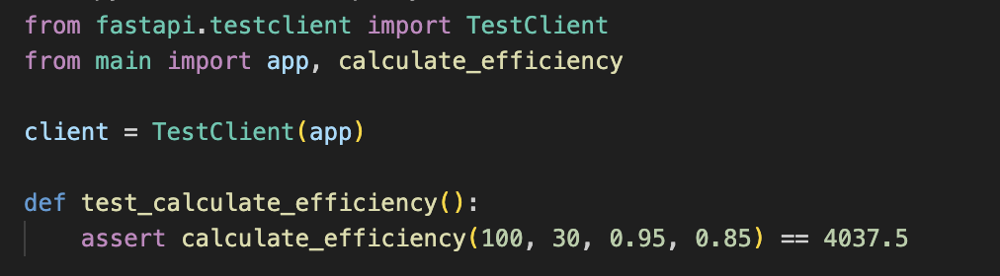 from fastapi.testclient import TestClient
from main import app, calculate_efficiency
client = TestClient(app)
def test_calculate_efficiency():
assert calculate_efficiency(100, 30, 0.95, 0.85) == 4037.5